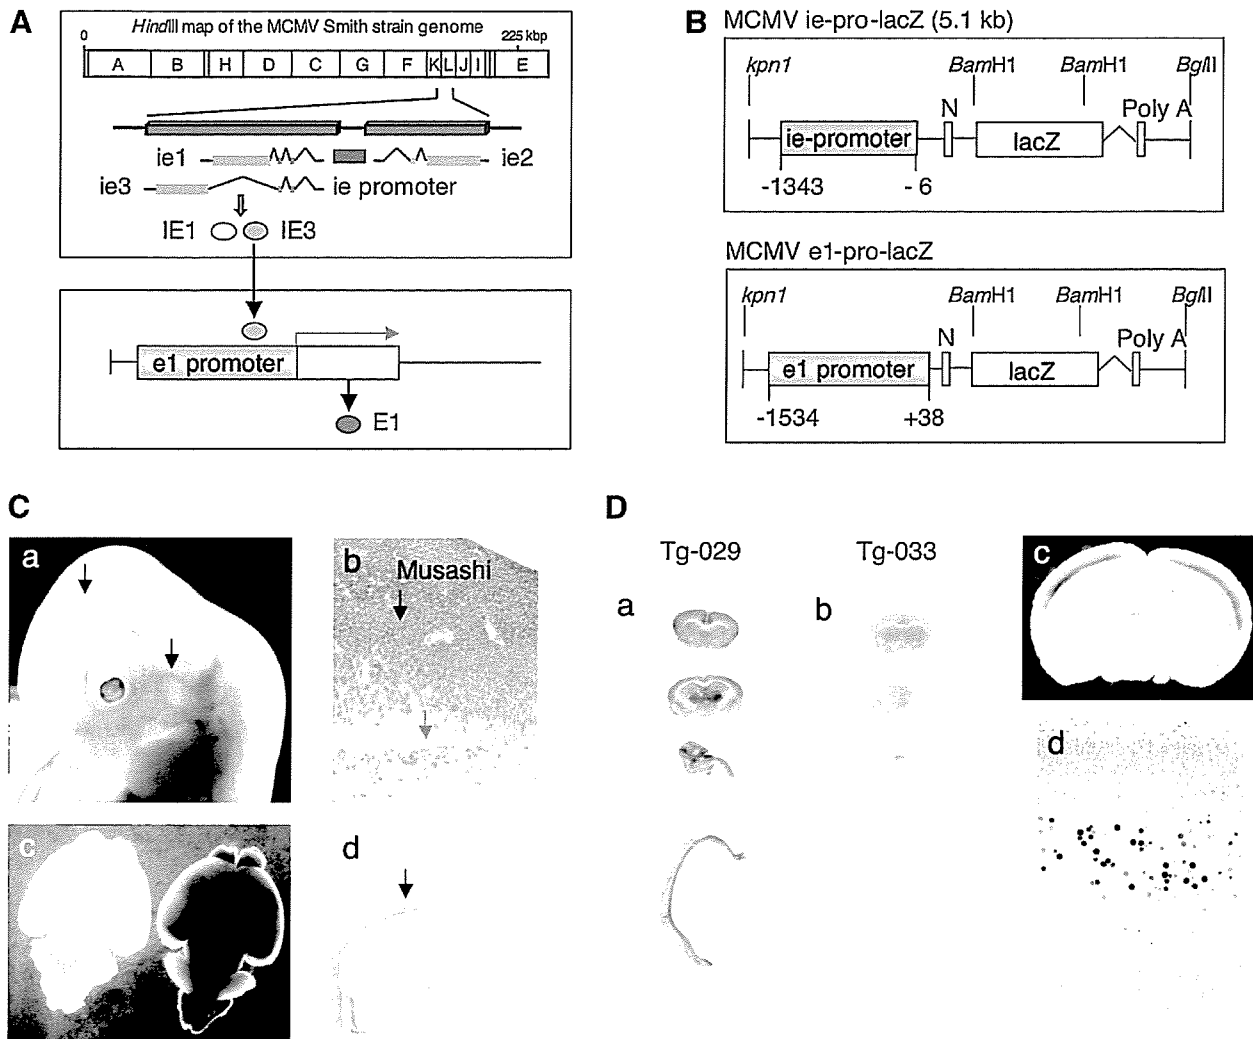 A
HindIII map of the MCMV Smith strain genome
0
225 kbp
A B H D C G F K L J I E
ie1
ie2
ie3
ie promoter
IE1
IE3
e1 promoter
E1
B
MCMV ie-pro-lacZ (5.1 kb)
kpn1
BamH1
BamH1
BglII
N
Poly A
ie-promoter
lacZ
-1343
- 6
MCMV e1-pro-lacZ
kpn1
BamH1
BamH1
BglII
N
Poly A
e1 promoter
lacZ
-1534
+38
C
a
b
Musashi
c
d
D
Tg-029
Tg-033
a
b
c
d